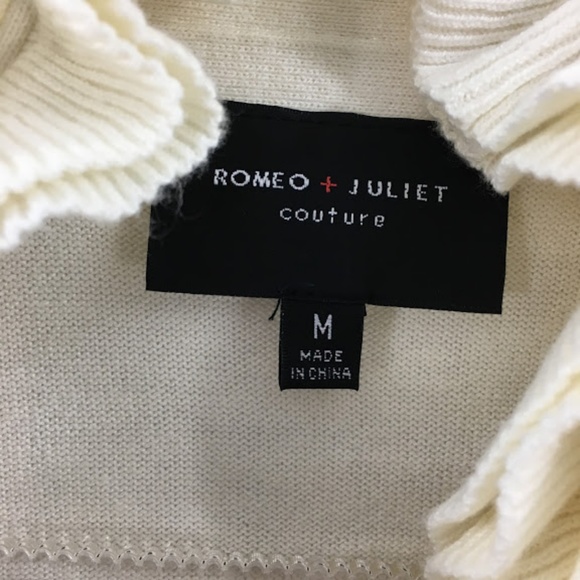 ROMEO + JULIET
couture
M
MADE
IN CHINA